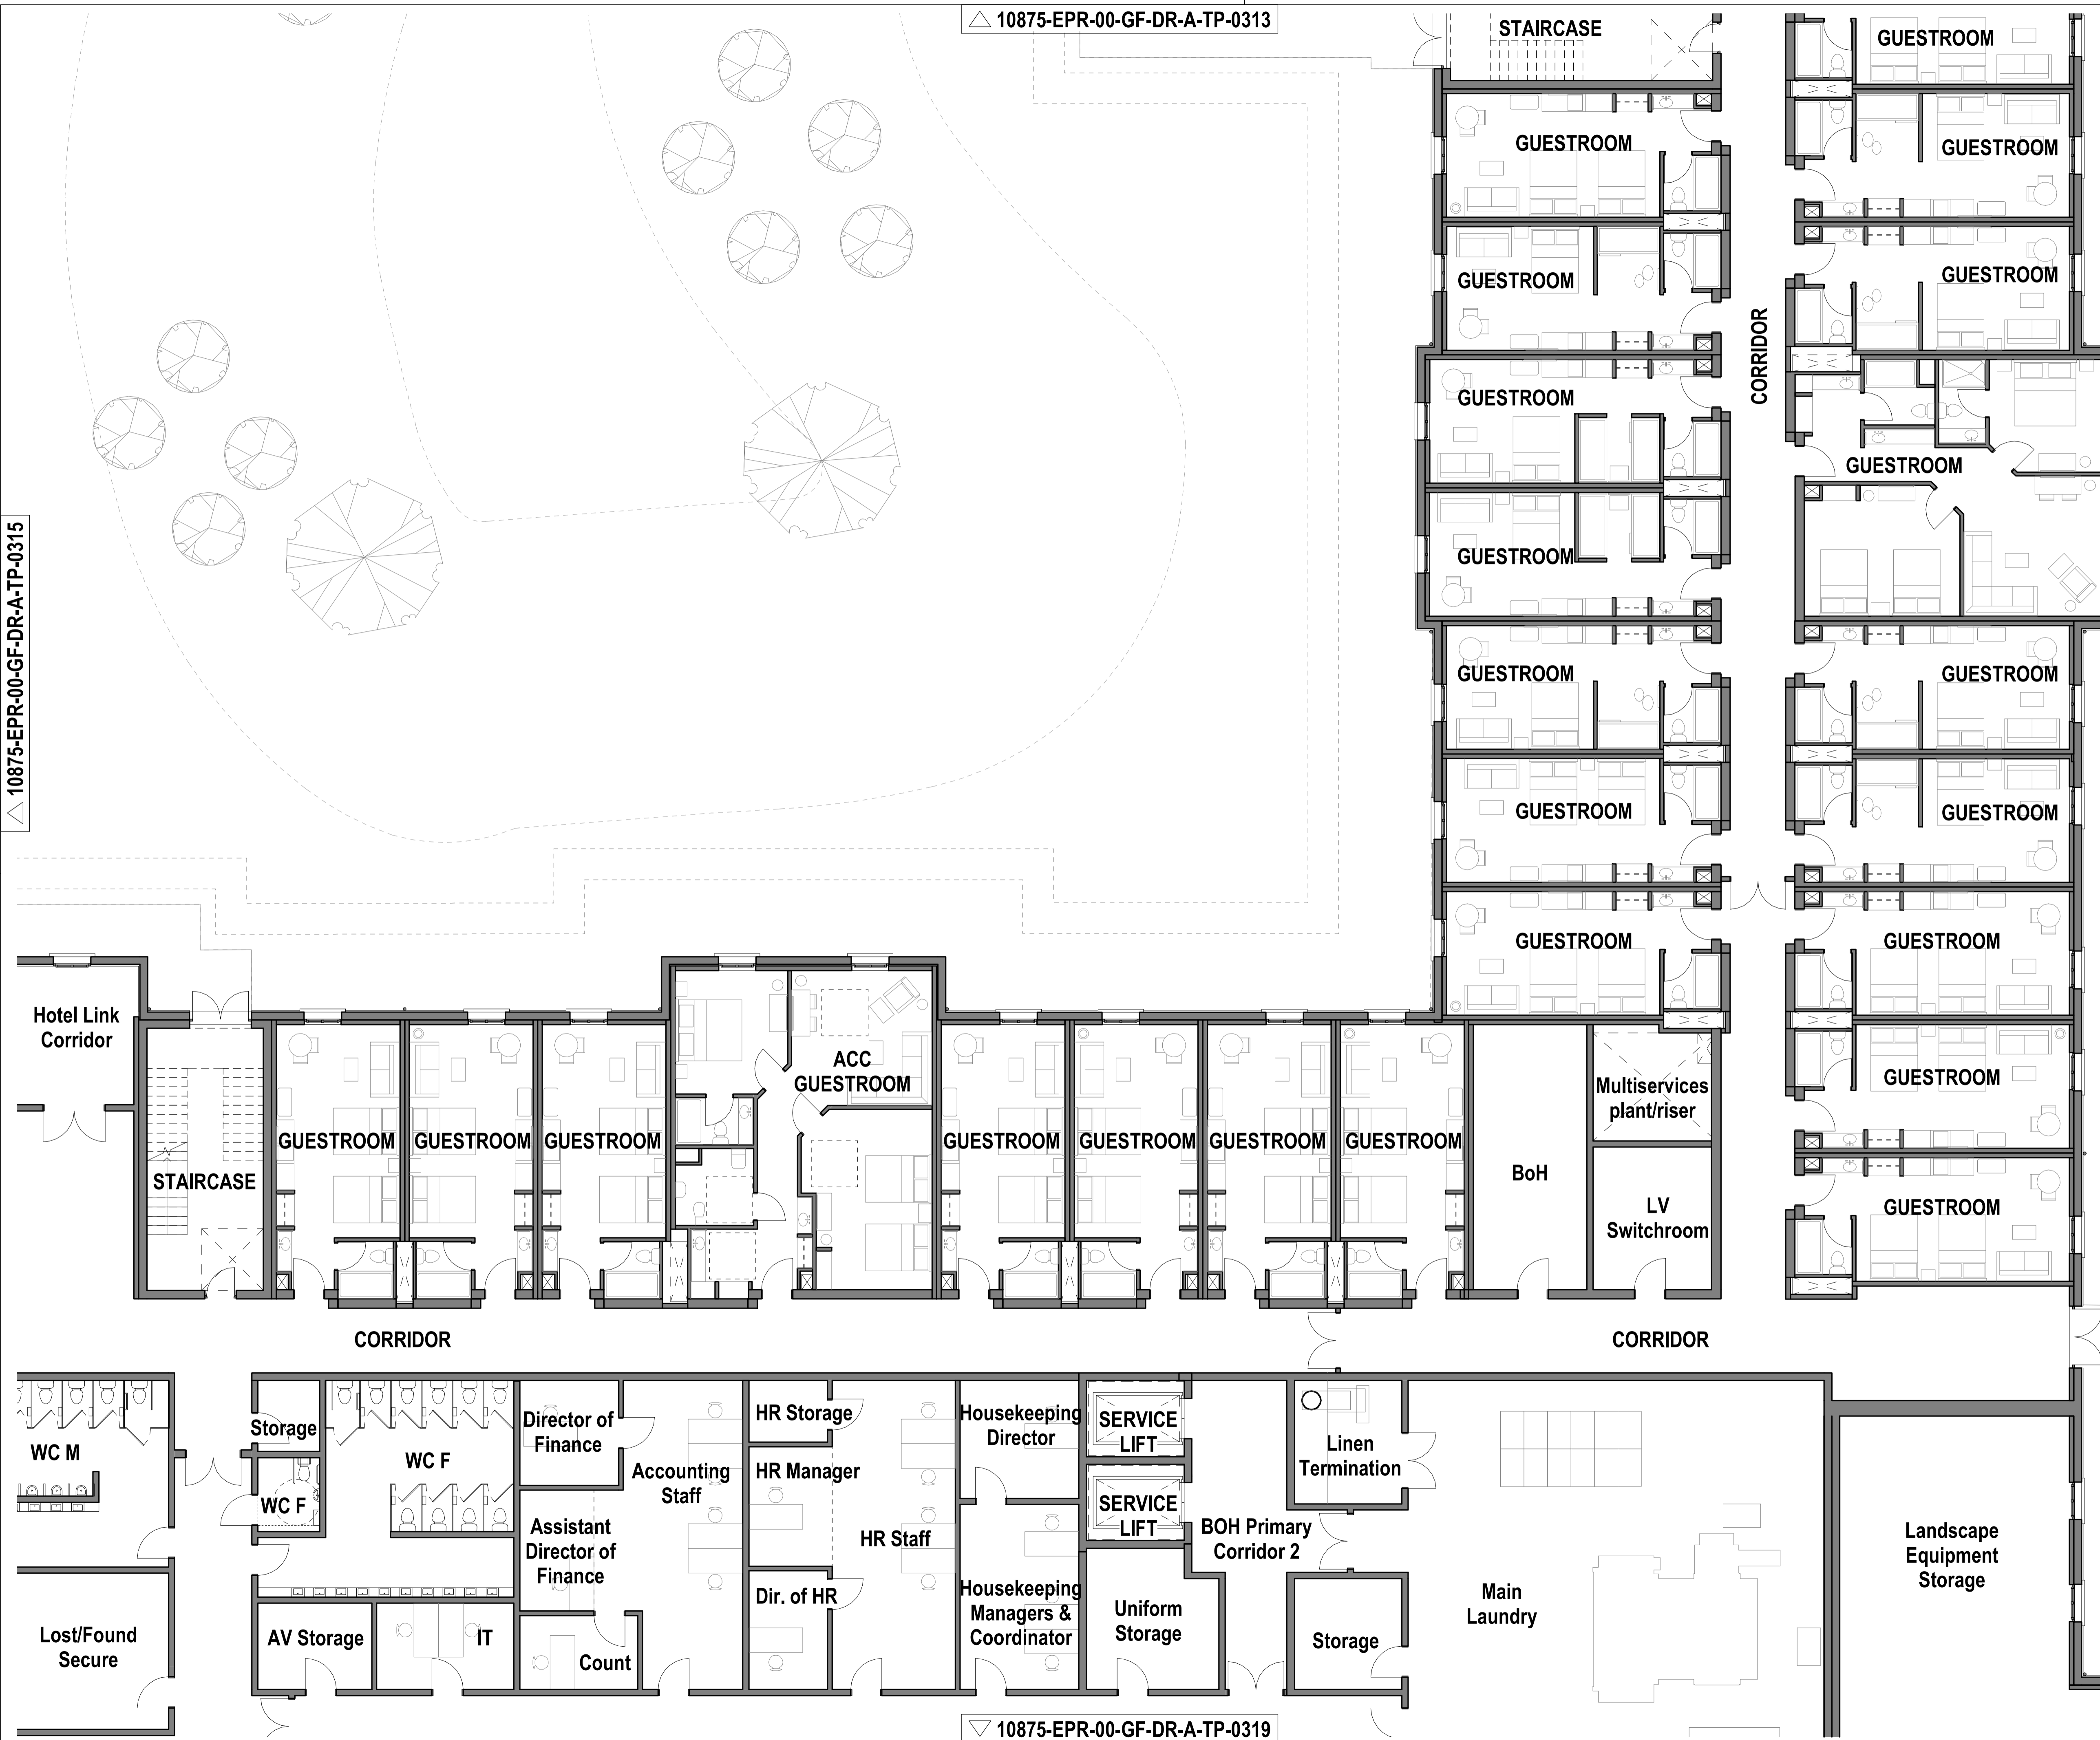 △ 10875-EPR-00-GF-DR-A-TP-0313
STAIRCASE
GUESTROOM
GUESTROOM
GUESTROOM
GUESTROOM
GUESTROOM
CORRIDOR
GUESTROOM
GUESTROOM
GUESTROOM
△ 10875-EPR-00-GF-DR-A-TP-0315
GUESTROOM
GUESTROOM
GUESTROOM
GUESTROOM
GUESTROOM
GUESTROOM
Hotel Link
Corridor
ACC
GUESTROOM
Multiservices
plant/riser
GUESTROOM
STAIRCASE
GUESTROOM
GUESTROOM
GUESTROOM
GUESTROOM
GUESTROOM
GUESTROOM
GUESTROOM
BoH
LV
Switchroom
GUESTROOM
CORRIDOR
CORRIDOR
WC M
Storage
WC F
WC F
Director of
Finance
Accounting
Staff
HR Storage
HR Manager
HR Staff
Housekeeping
Director
SERVICE
LIFT
SERVICE
LIFT
Linen
Termination
BOH Primary
Corridor 2
Assistant
Director of
Finance
Dir. of HR
Housekeeping
Managers &
Coordinator
Uniform
Storage
Main
Laundry
Landscape
Equipment
Storage
Lost/Found
Secure
AV Storage
IT
Count
Storage
▽ 10875-EPR-00-GF-DR-A-TP-0319